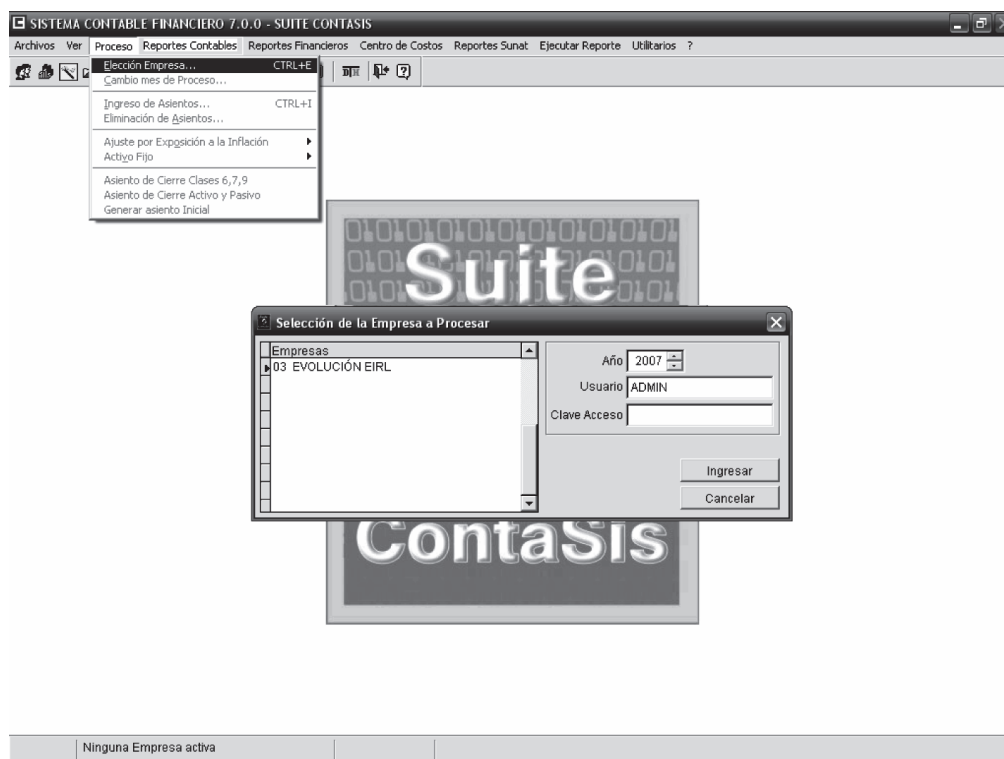 SISTEMA CONTABLE FINANCIERO 7.0.0 - SUITE CONTASIS
Archivos Ver Proceso Reportes Contables Reportes Financieros Centro de Costos Reportes Sunat Ejecutar Reporte Utilitarios ?
Elección Empresa... CTRL+E
Cambio mes de Proceso...
Ingreso de Asientos... CTRL+I
Eliminación de Asientos...
Ajuste por Exposición a la Inflación
Activo Fijo
Asiento de Cierre Clases 6,7,9
Asiento de Cierre Activo y Pasivo
Generar asiento Inicial
Suite
Selección de la Empresa a Procesar
Empresas
03 EVOLUCIÓN EIRL
Año 2007
Usuario ADMIN
Clave Acceso
Ingresar
Cancelar
ContaSis
Ninguna Empresa activa